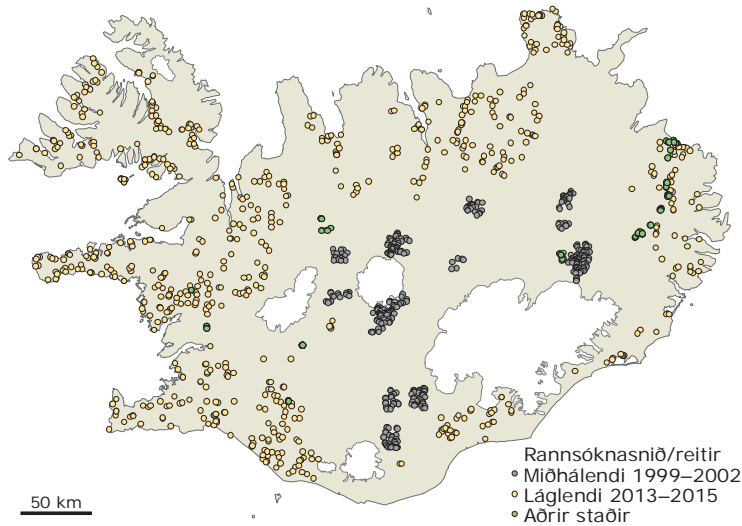 Rannsóknasnið/reitir
Miðhálendi 1999–2002
Láglendi 2013–2015
Aðrir staðir
50 km